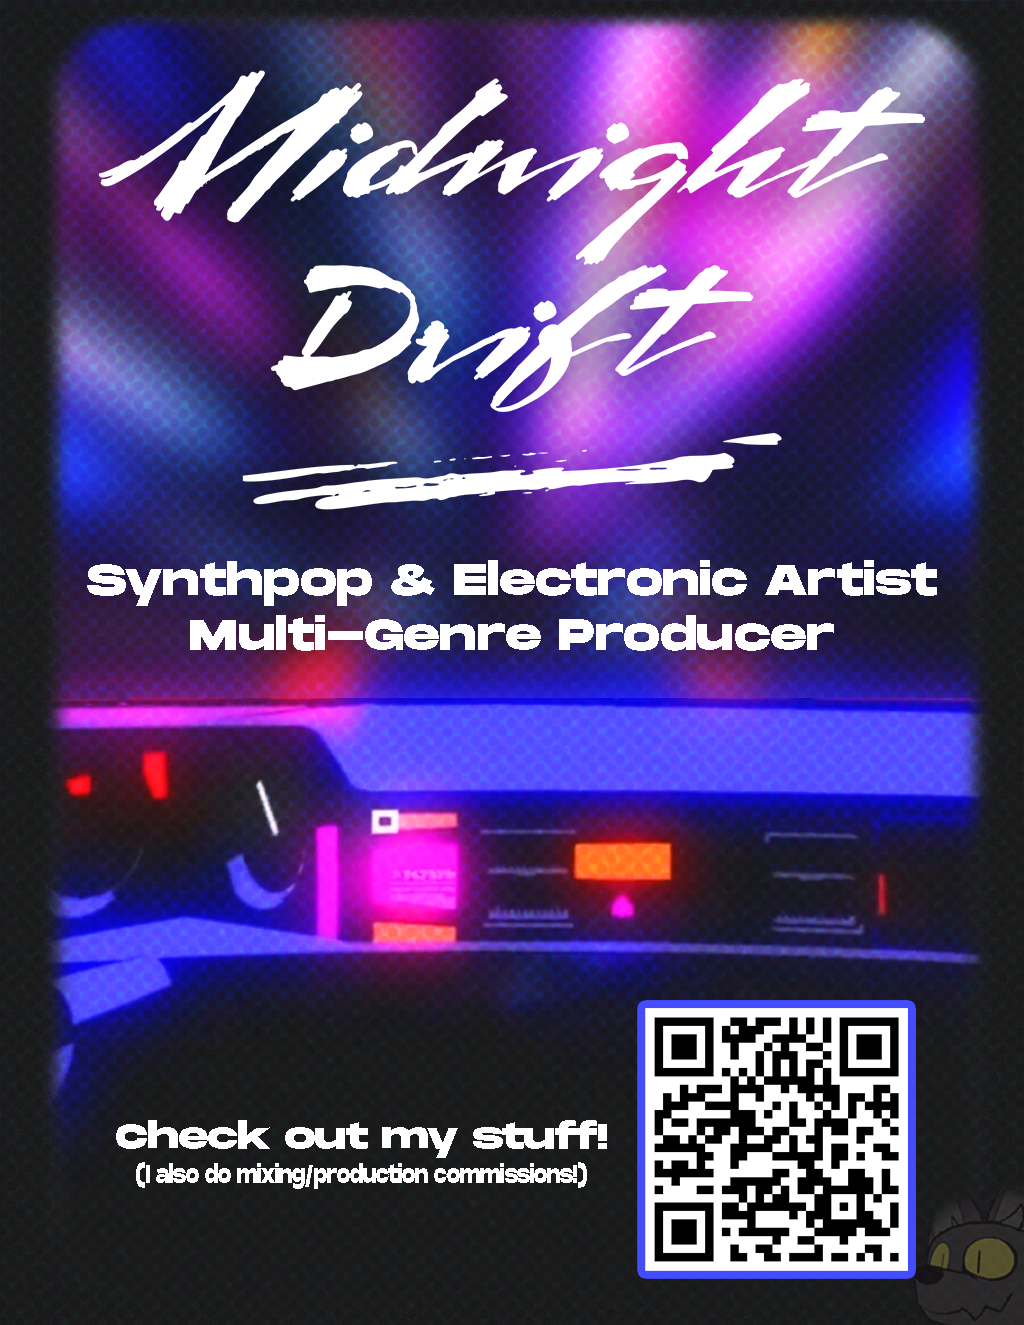 Midnight
Drift
Synthpop & Electronic Artist
Multi-Genre Producer
Check out my stuff!
(I also do mixing/production commissions!)